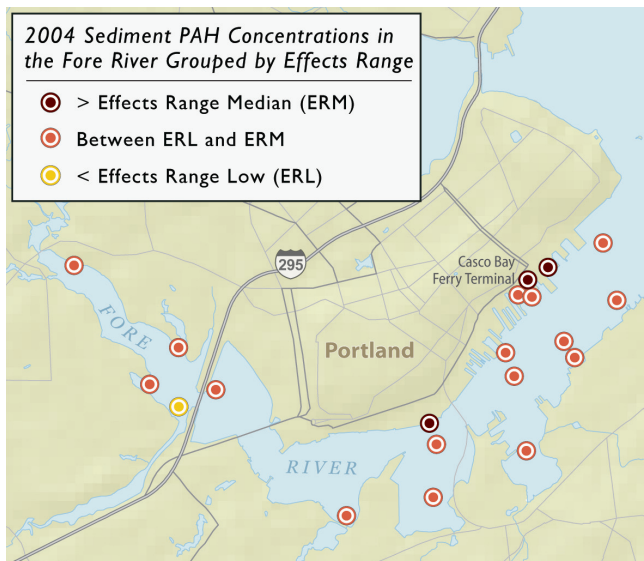 2004 Sediment PAH Concentrations in
the Fore River Grouped by Effects Range
> Effects Range Median (ERM)
Between ERL and ERM
< Effects Range Low (ERL)
295
Casco Bay
Ferry Terminal
FORE
Portland
RIVER